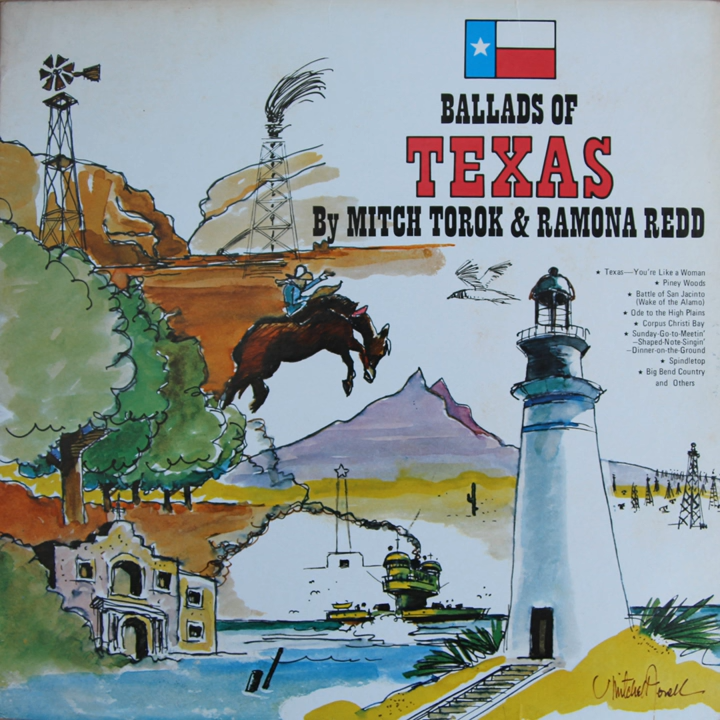 BALLADS OF
TEXAS
By MITCH TOROK & RAMONA REDD
★ Texas—You're Like a Woman
★ Piney Woods
★ Battle of San Jacinto
(Wake of the Alamo)
★ Ode to the High Plains
★ Corpus Christi Bay
★ Sunday-Go-to-Meetin'
–Shaped-Note-Singin'
–Dinner-on-the-Ground
★ Spindletop
★ Big Bend Country
and Others